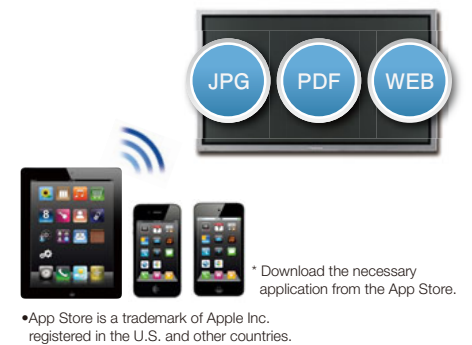 JPG PDF WEB
* Download the necessary
application from the App Store.
•App Store is a trademark of Apple Inc.
registered in the U.S. and other countries.